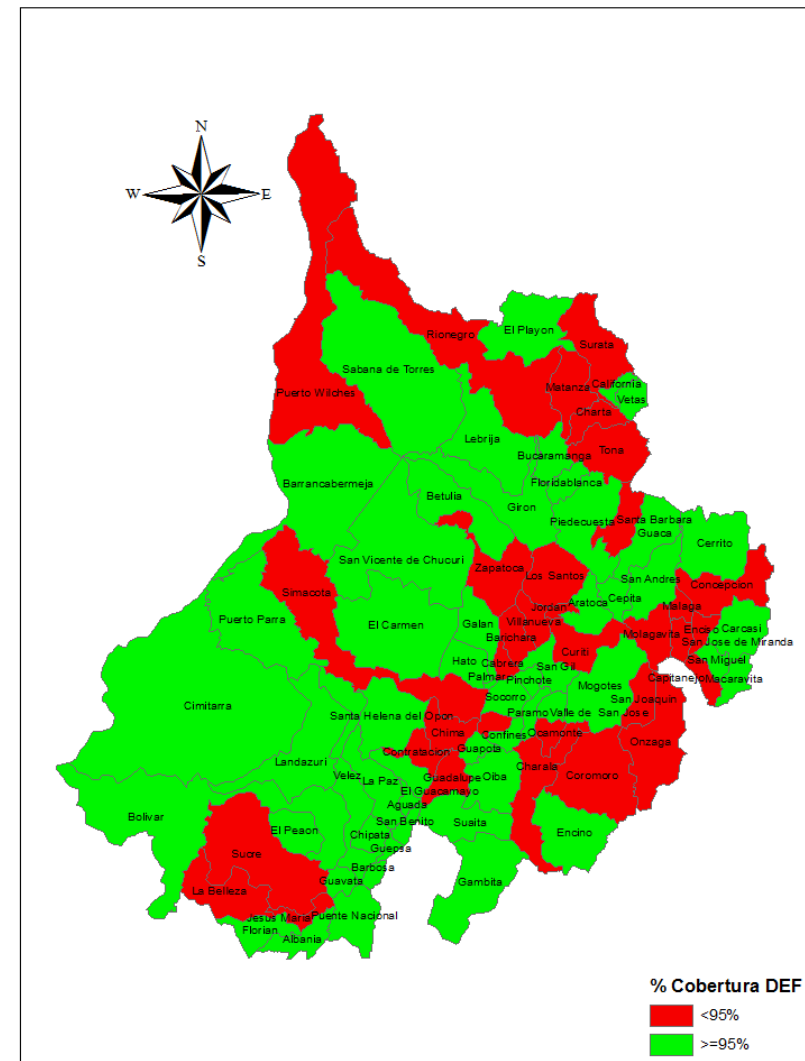 N
W E
S
Rionegro
El Playon
Surata
Sabana de Torres
Puerto Wilches
Matanza
California
Vetas
Charta
Lebrija
Tona
Bucaramanga
Barrancabermeja
Floridablanca
Betulia
Giron
Piedecuesta
Santa Barbara
Guaca
Cerrito
San Vicente de Chucuri
Zapatoca
Los Santos
San Andres
Concepcion
Simacota
Cepita
Jordan
Aratoca
Malaga
Puerto Parra
El Carmen
Galan
Villanueva
Barichara
Molagavita
Enciso
Carcasi
San Jose de Miranda
Curiti
Hato
Cabrera
San Gil
San Miguel
Palmar
Pinchote
Capitanejo
Macaravita
Mogotes
Cimitarra
Socorro
San Joaquin
Santa Helena del Opon
Paramo
Valle de San Jose
Chima
Confines
Ocamonte
Onzaga
Contratacion
Guapota
Landazuri
Charala
Velez
La Paz
Guadalupe
Oiba
Coromoro
El Guacamayo
Aguada
Bolivar
San Benito
Suaita
El Peaon
Chipata
Encino
Guepsa
Sucre
Barbosa
Guavata
Gambita
La Belleza
Jesus Maria
Puente Nacional
Florian
Albania
% Cobertura DEF
<95%
>=95%